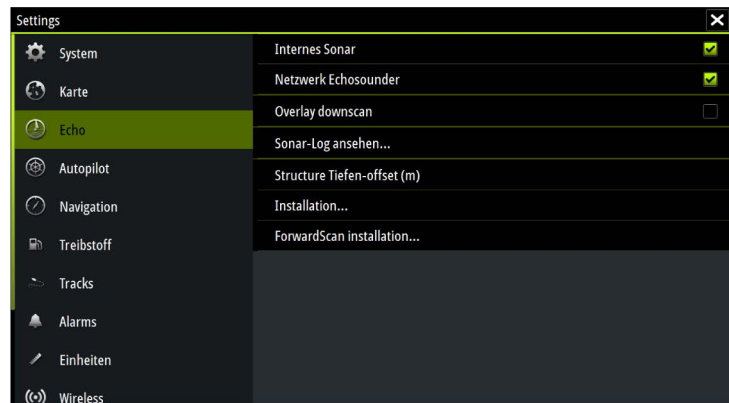 Settings
System
Karte
Echo
Autopilot
Navigation
Treibstoff
Tracks
Alarms
Einheiten
Wireless
Internes Sonar
Netzwerk Echosounder
Overlay downscan
Sonar-Log ansehen...
Structure Tiefen-offset (m)
Installation...
ForwardScan installation...